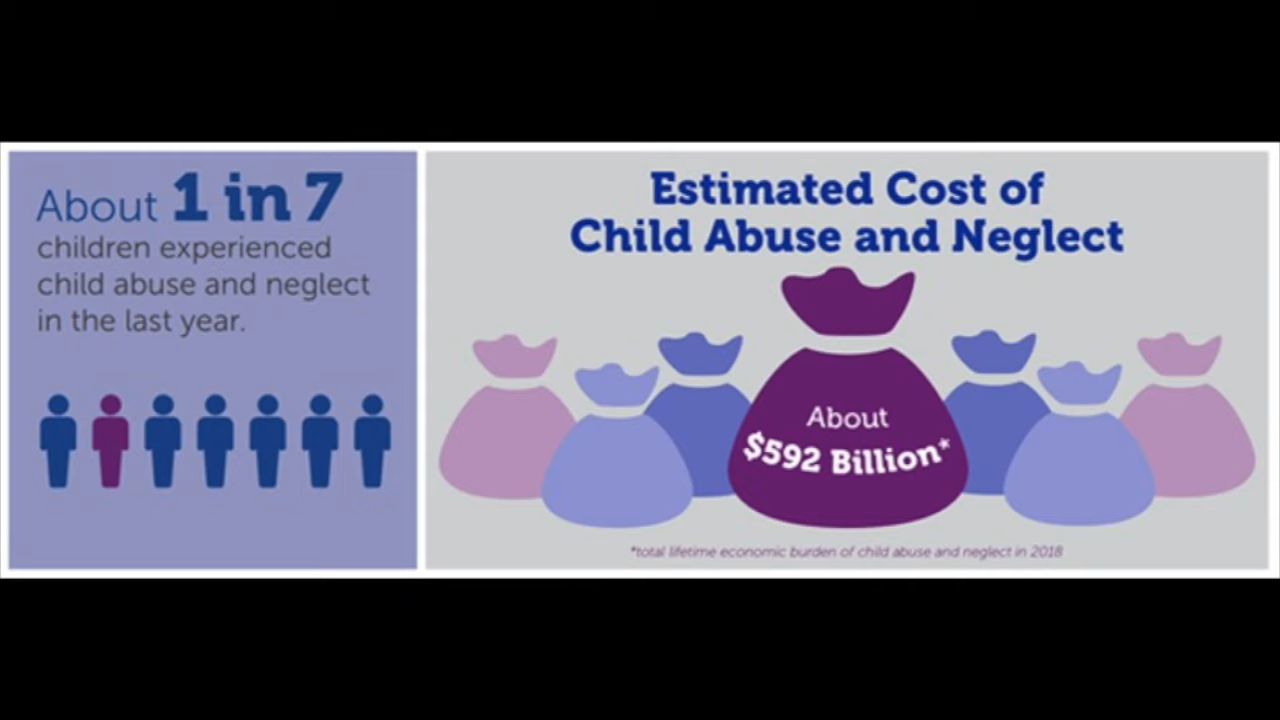 About 1 in 7
children experienced
child abuse and neglect
in the last year.
Estimated Cost of
Child Abuse and Neglect
About
$592 Billion*
*total lifetime economic burden of child abuse and neglect in 2018